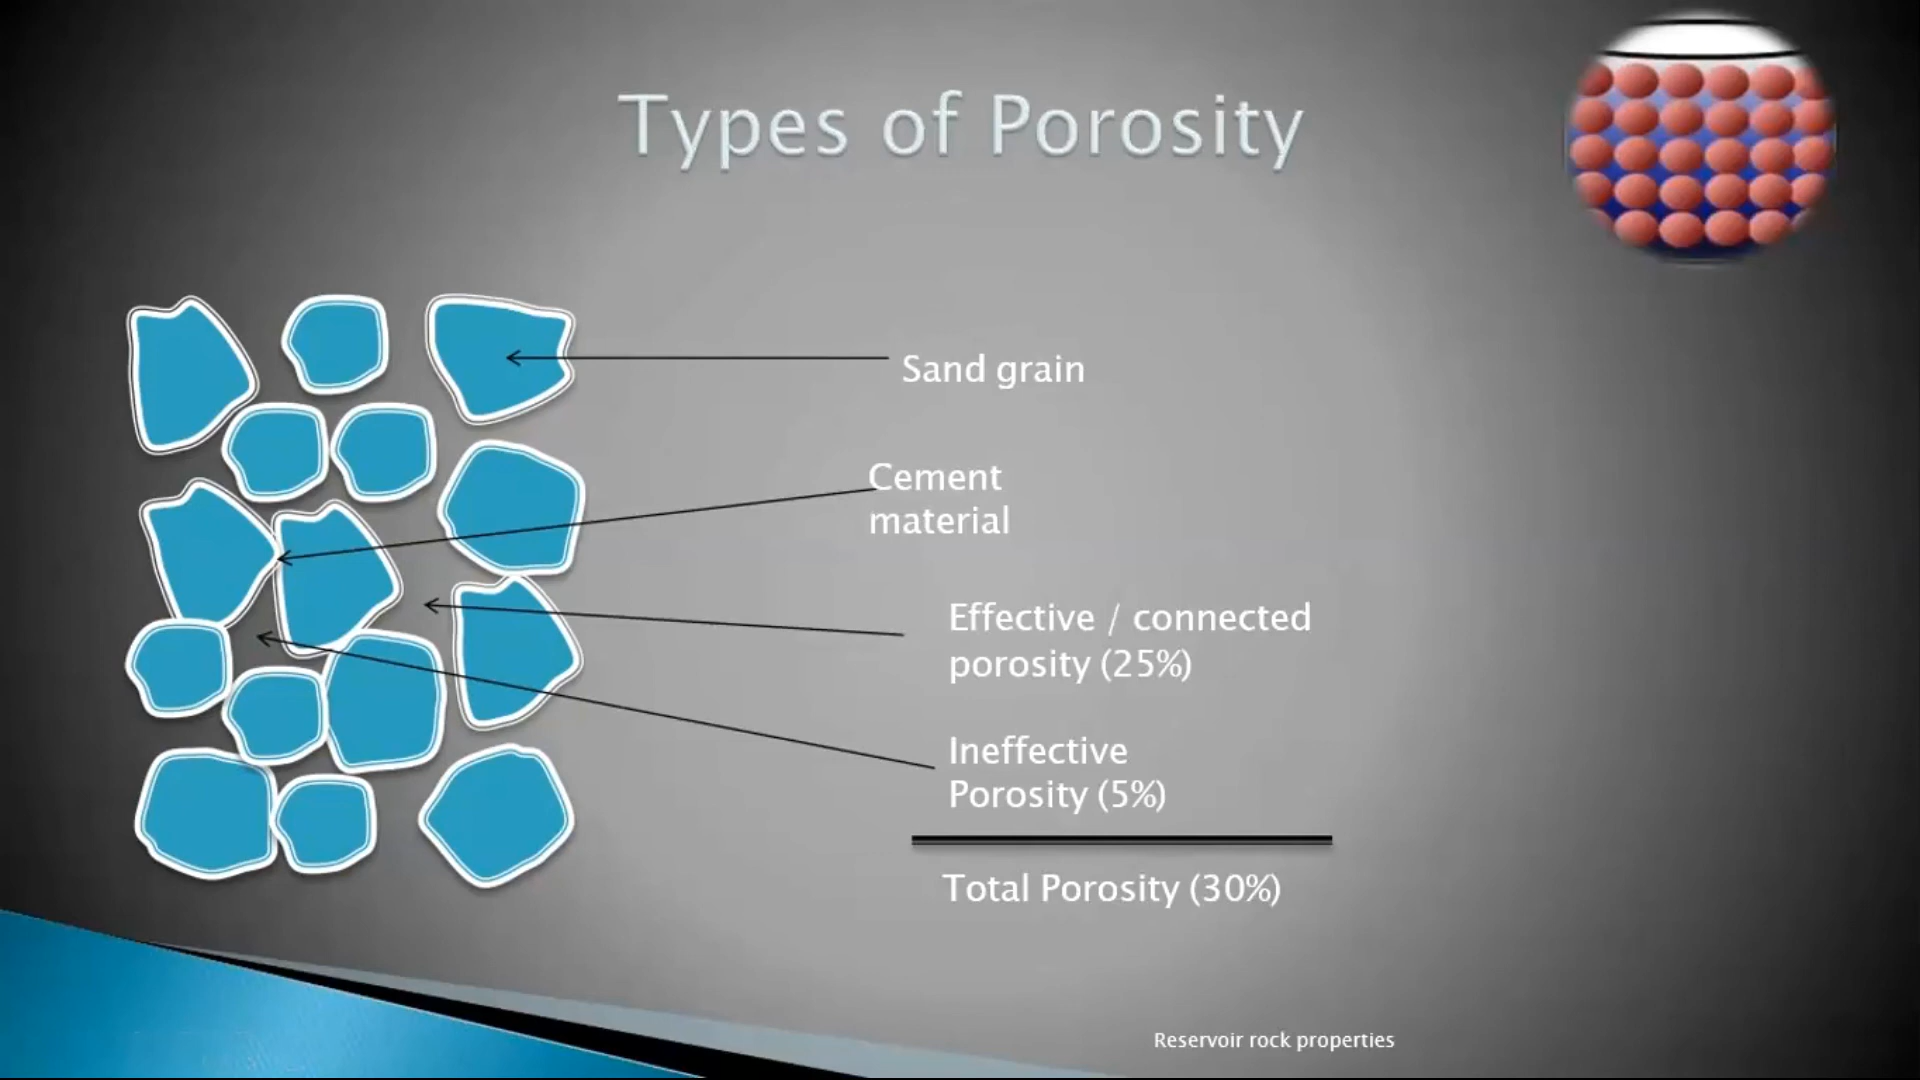 Types of Porosity
Sand grain
Cement
material
Effective / connected
porosity (25%)
Ineffective
Porosity (5%)
Total Porosity (30%)
Reservoir rock properties